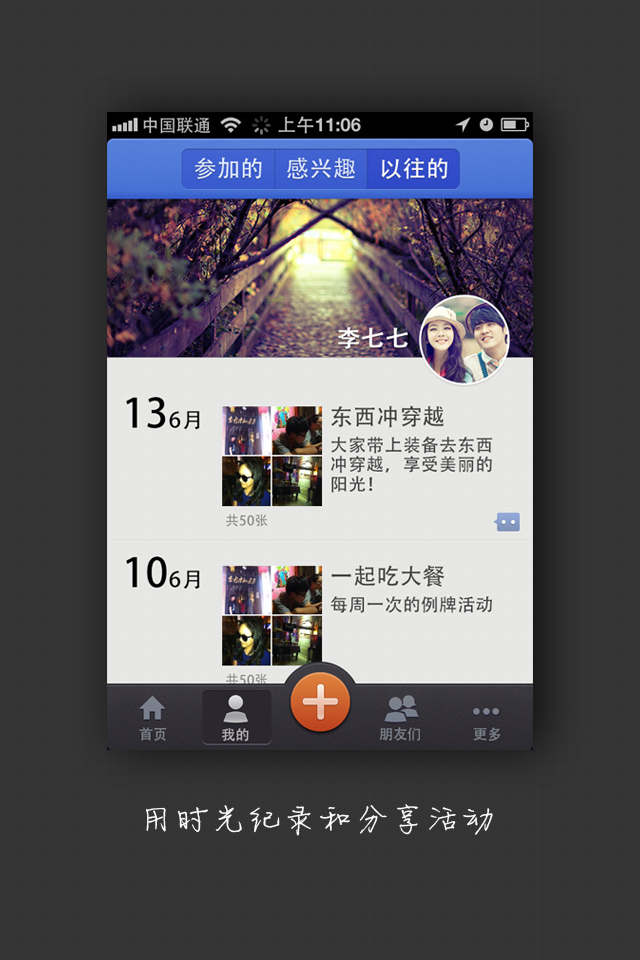 中国联通 上午11:06
参加的 感兴趣 以往的
李七七
13 6月
东西冲穿越
大家带上装备去东西
冲穿越，享受美丽的
阳光！
共50张
10 6月
一起吃大餐
每周一次的例牌活动
共50张
首页 我的 朋友们 更多
用时光纪录和分享活动